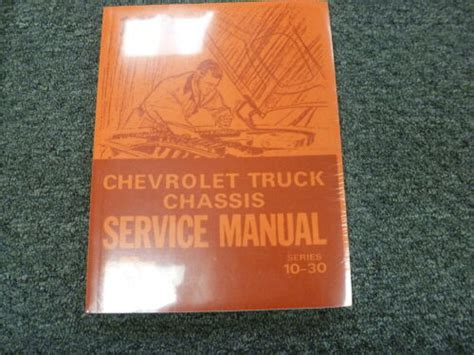 CHEVROLET TRUCK
CHASSIS
SERVICE MANUAL
SERIES
10-30